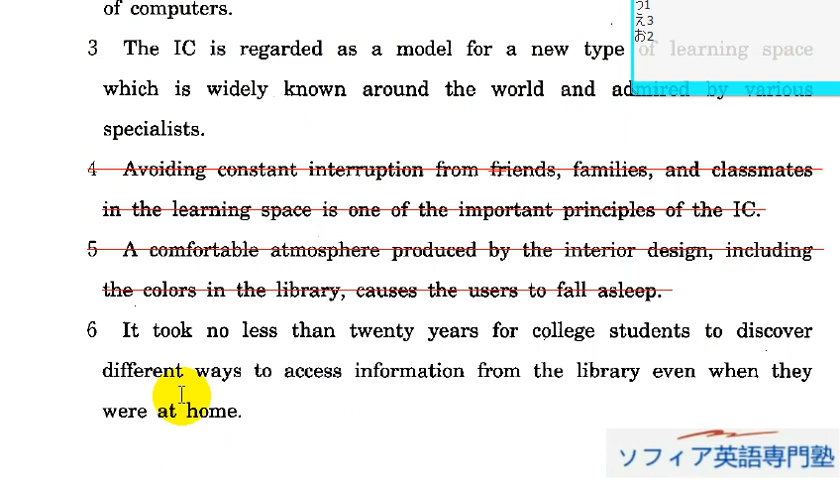 of computers.
う1
え3
お2
3 The IC is regarded as a model for a new type of learning space
which is widely known around the world and admired by various
specialists.
4 Avoiding constant interruption from friends, families, and classmates
in the learning space is one of the important principles of the IC.
5 A comfortable atmosphere produced by the interior design, including
the colors in the library, causes the users to fall asleep.
6 It took no less than twenty years for college students to discover
different ways to access information from the library even when they
were at home.
ソフィア英語専門塾